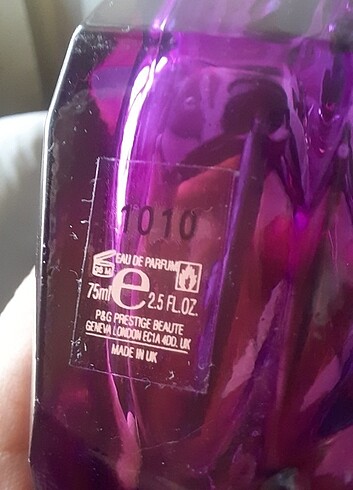 1010
EAU DE PARFUM
36 M
75ml e 2.5 FL.OZ.
P&G PRESTIGE BEAUTE
GENEVA LONDON EC1A 4DD. UK
MADE IN UK